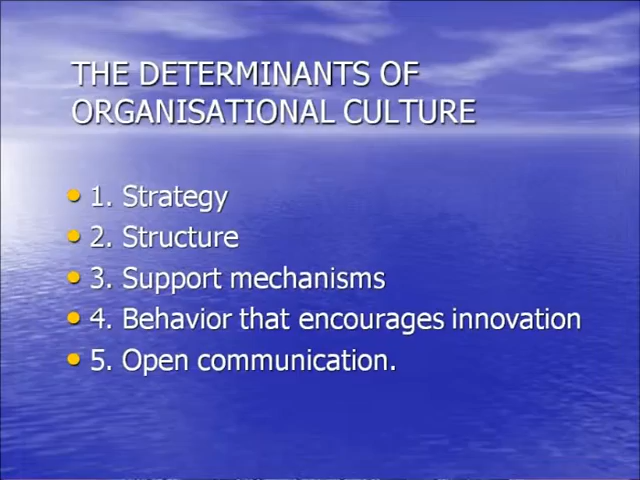 THE DETERMINANTS OF
ORGANISATIONAL CULTURE
1. Strategy
2. Structure
3. Support mechanisms
4. Behavior that encourages innovation
5. Open communication.